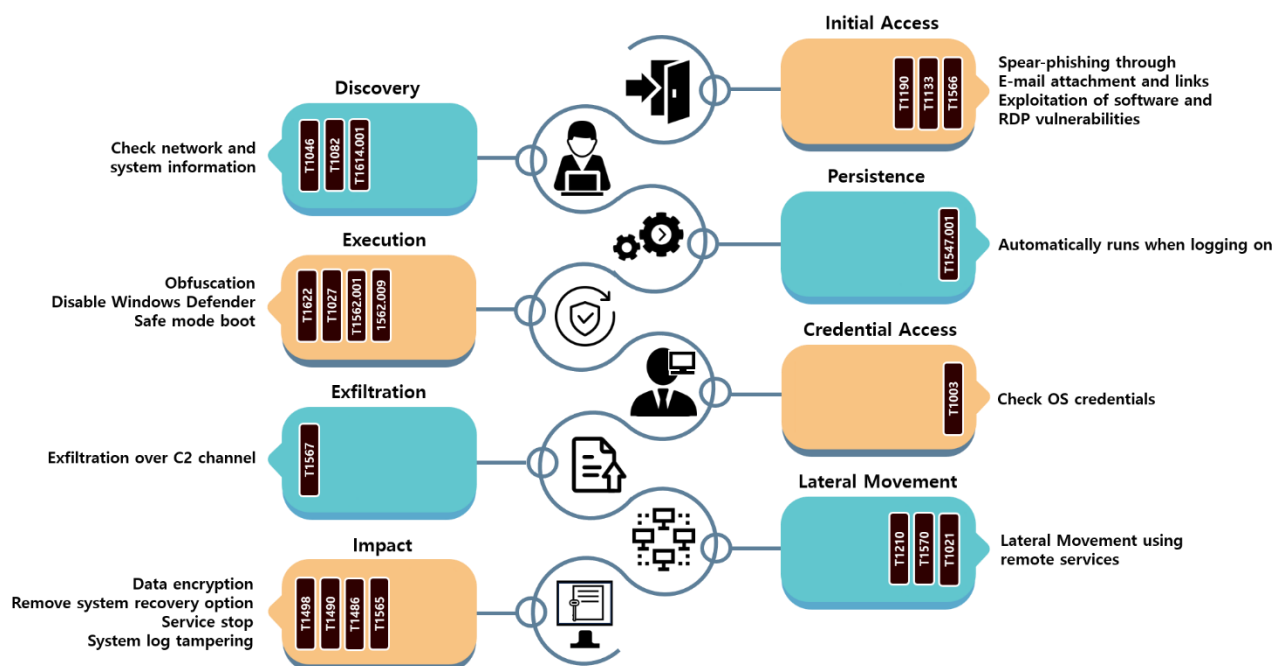 Initial Access
T1190
T1133
T1566
Spear-phishing through
E-mail attachment and links
Exploitation of software and
RDP vulnerabilities
Discovery
Check network and
system information
T1046
T1082
T1614.001
Persistence
T1547.001
Automatically runs when logging on
Execution
Obfuscation
Disable Windows Defender
Safe mode boot
T1622
T1027
T1562.001
1562.009
Credential Access
T1003
Check OS credentials
Exfiltration
Exfiltration over C2 channel
T1567
Lateral Movement
T1210
T1570
T1021
Lateral Movement using
remote services
Impact
Data encryption
Remove system recovery option
Service stop
System log tampering
T1498
T1490
T1486
T1565